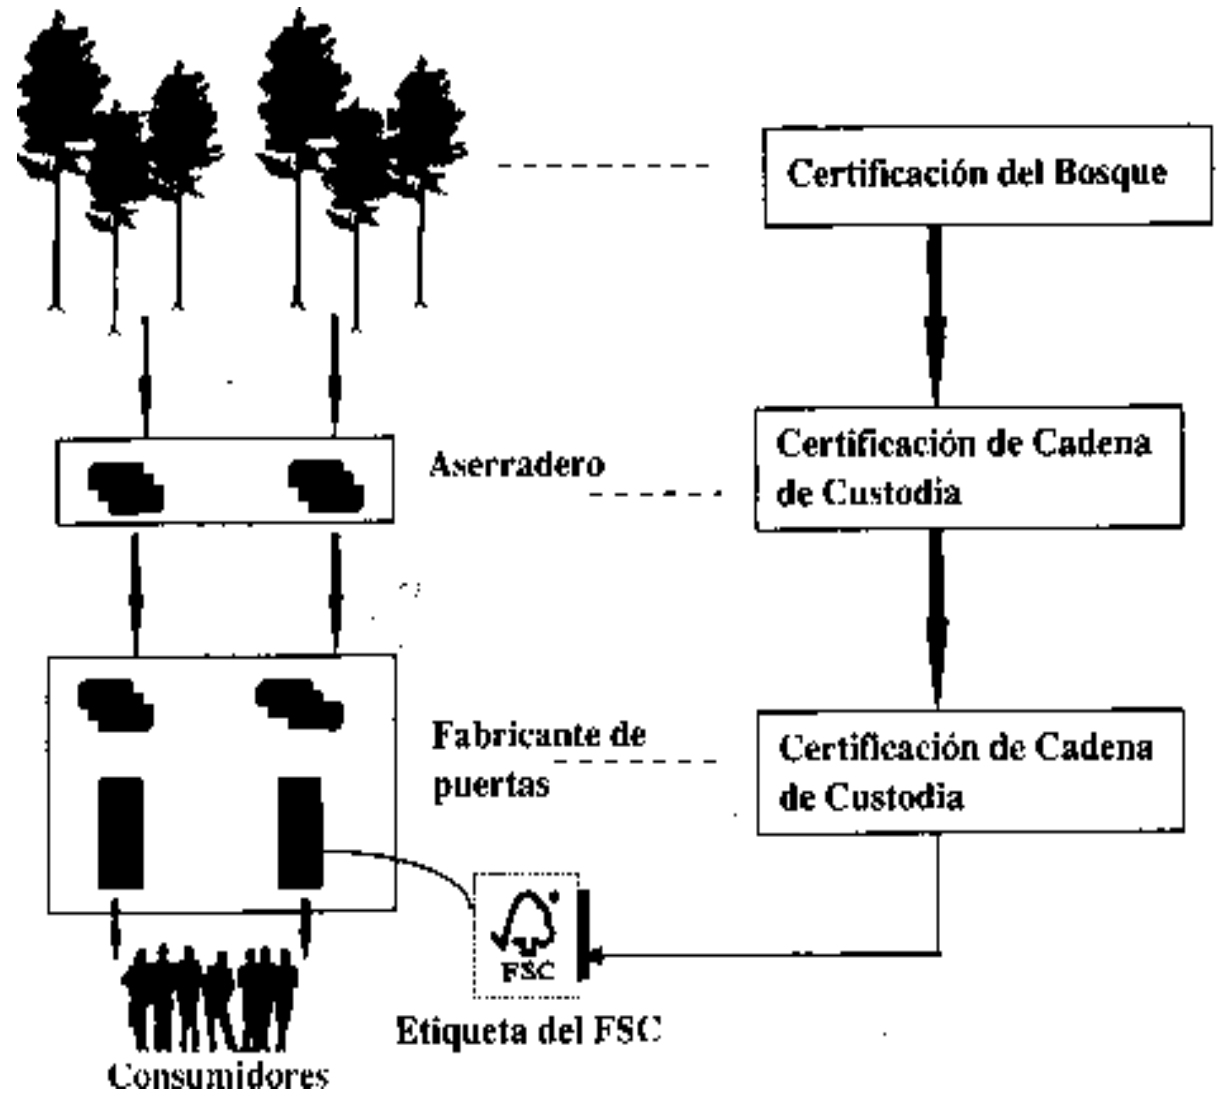 Certificación del Bosque
Aserradero
Certificación de Cadena
de Custodia
Fabricante de
puertas
Certificación de Cadena
de Custodia
FSC
Etiqueta del FSC
Consumidores